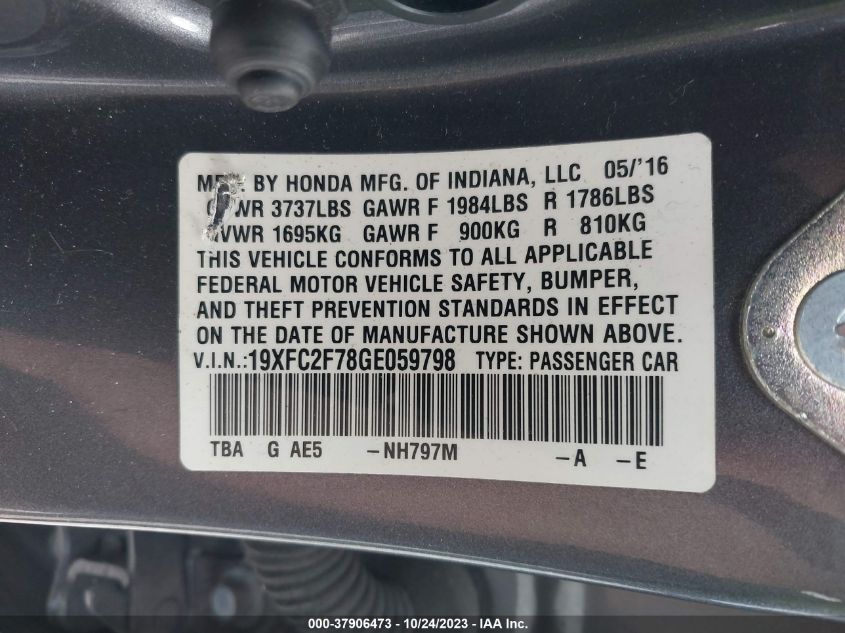 BY HONDA MFG. OF INDIANA, LLC 05/'16
3737LBS GAWR F 1984LBS R 1786LBS
GVWR 1695KG GAWR F 900KG R 810KG
THIS VEHICLE CONFORMS TO ALL APPLICABLE
FEDERAL MOTOR VEHICLE SAFETY, BUMPER,
AND THEFT PREVENTION STANDARDS IN EFFECT
ON THE DATE OF MANUFACTURE SHOWN ABOVE.
V.I.N.:19XFC2F78GE059798 TYPE: PASSENGER CAR
TBA G AE5 -NH797M -A -E
000-37906473 - 10/24/2023 - © IAA Inc.